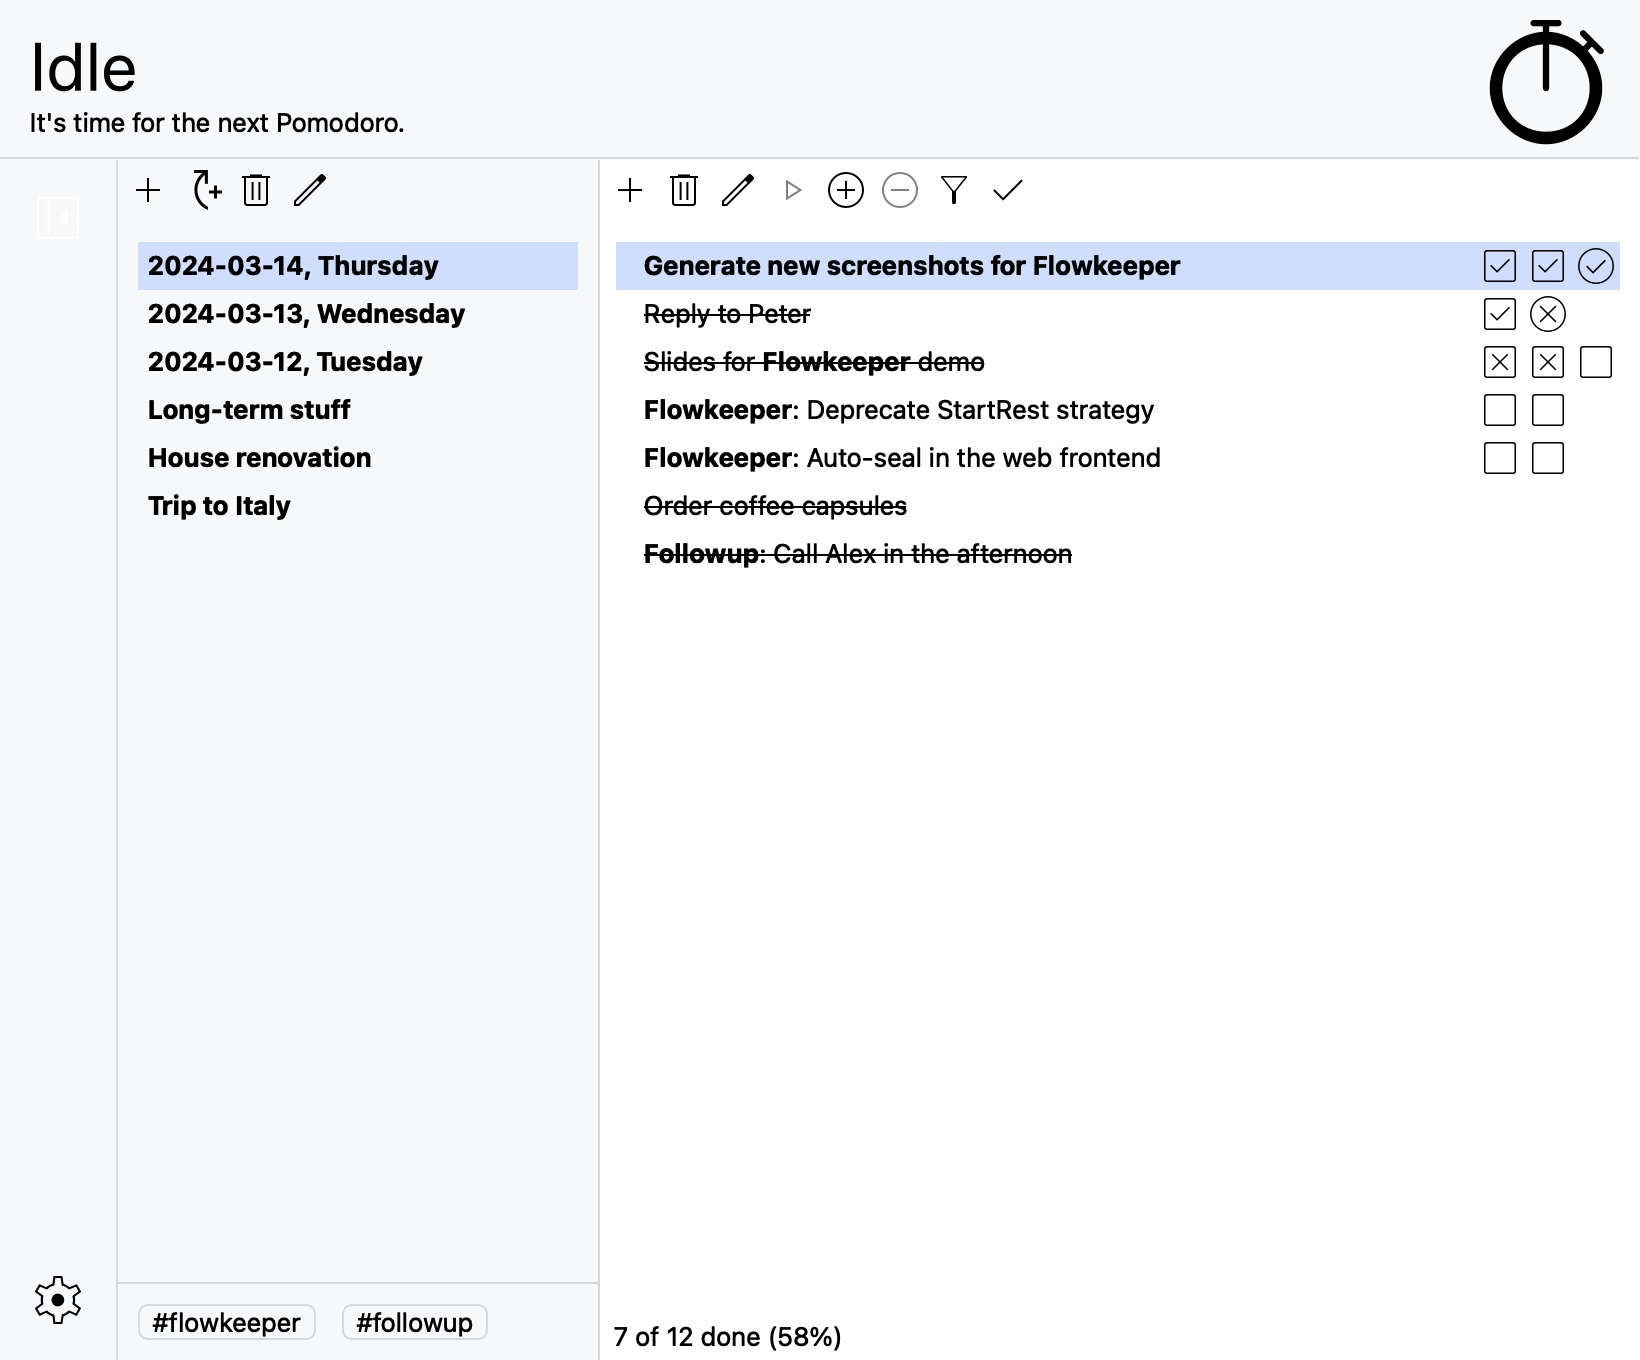 Idle
It's time for the next Pomodoro.
2024-03-14, Thursday
2024-03-13, Wednesday
2024-03-12, Tuesday
Long-term stuff
House renovation
Trip to Italy
#flowkeeper #followup
Generate new screenshots for Flowkeeper
Reply to Peter
Slides for Flowkeeper demo
Flowkeeper: Deprecate StartRest strategy
Flowkeeper: Auto-seal in the web frontend
Order coffee capsules
Followup: Call Alex in the afternoon
7 of 12 done (58%)